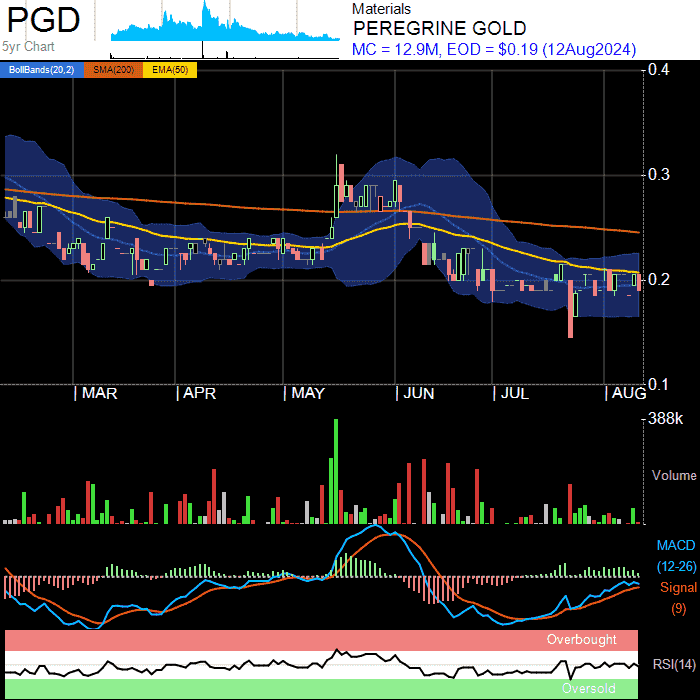 PGD
5yr Chart
Materials
PEREGRINE GOLD
MC = 12.9M, EOD = $0.19 (12Aug2024)
BollBands(20,2) SMA(200) EMA(50)
0.4
0.3
0.2
0.1
| MAR | APR | MAY | JUN | JUL | AUG
388k
Volume
MACD
(12-26)
Signal
(9)
Overbought
RSI(14)
Oversold